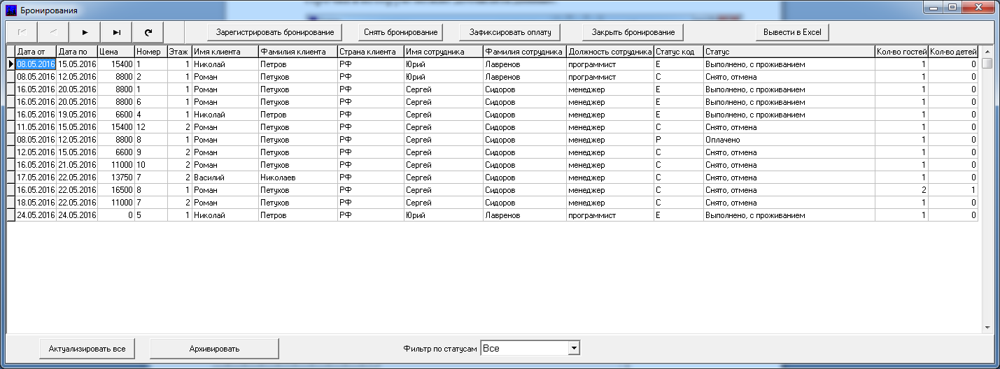 Бронирования
Зарегистрировать бронирование Снять бронирование Зафиксировать оплату Закрыть бронирование Вывести в Excel
Дата от Дата по Цена Номер Этаж Имя клиента Фамилия клиента Страна клиента Имя сотрудника Фамилия сотрудника Должность сотрудника Статус код Статус Кол-во гостей Кол-во детей
08.05.2016 15.05.2016 15400 1 1 Николай Петров РФ Юрий Лавренов программист E Выполнено, с проживанием 1 0
08.05.2016 12.05.2016 8800 2 1 Роман Петухов РФ Юрий Лавренов программист C Снято, отмена 1 0
16.05.2016 20.05.2016 8800 1 1 Роман Петухов РФ Сергей Сидоров менеджер E Выполнено, с проживанием 1 0
16.05.2016 20.05.2016 8800 6 1 Роман Петухов РФ Сергей Сидоров менеджер E Выполнено, с проживанием 1 0
16.05.2016 19.05.2016 6600 4 1 Николай Петров РФ Сергей Сидоров менеджер E Выполнено, с проживанием 1 0
11.05.2016 15.05.2016 15400 12 2 Роман Петухов РФ Сергей Сидоров менеджер C Снято, отмена 1 0
08.05.2016 12.05.2016 8800 8 1 Роман Петухов РФ Сергей Сидоров менеджер P Оплачено 1 0
12.05.2016 15.05.2016 6600 9 2 Роман Петухов РФ Сергей Сидоров менеджер C Снято, отмена 1 0
16.05.2016 21.05.2016 11000 10 2 Роман Петухов РФ Сергей Сидоров менеджер C Снято, отмена 1 0
17.05.2016 22.05.2016 13750 7 2 Василий Николаев РФ Сергей Сидоров менеджер C Снято, отмена 1 0
16.05.2016 22.05.2016 16500 8 1 Роман Петухов РФ Сергей Сидоров менеджер C Снято, отмена 2 1
18.05.2016 22.05.2016 11000 7 2 Роман Петухов РФ Сергей Сидоров менеджер C Снято, отмена 1 0
24.05.2016 24.05.2016 0 5 1 Николай Петров РФ Юрий Лавренов программист E Выполнено, с проживанием 1 0
Актуализировать все Архивировать Фильтр по статусам Все